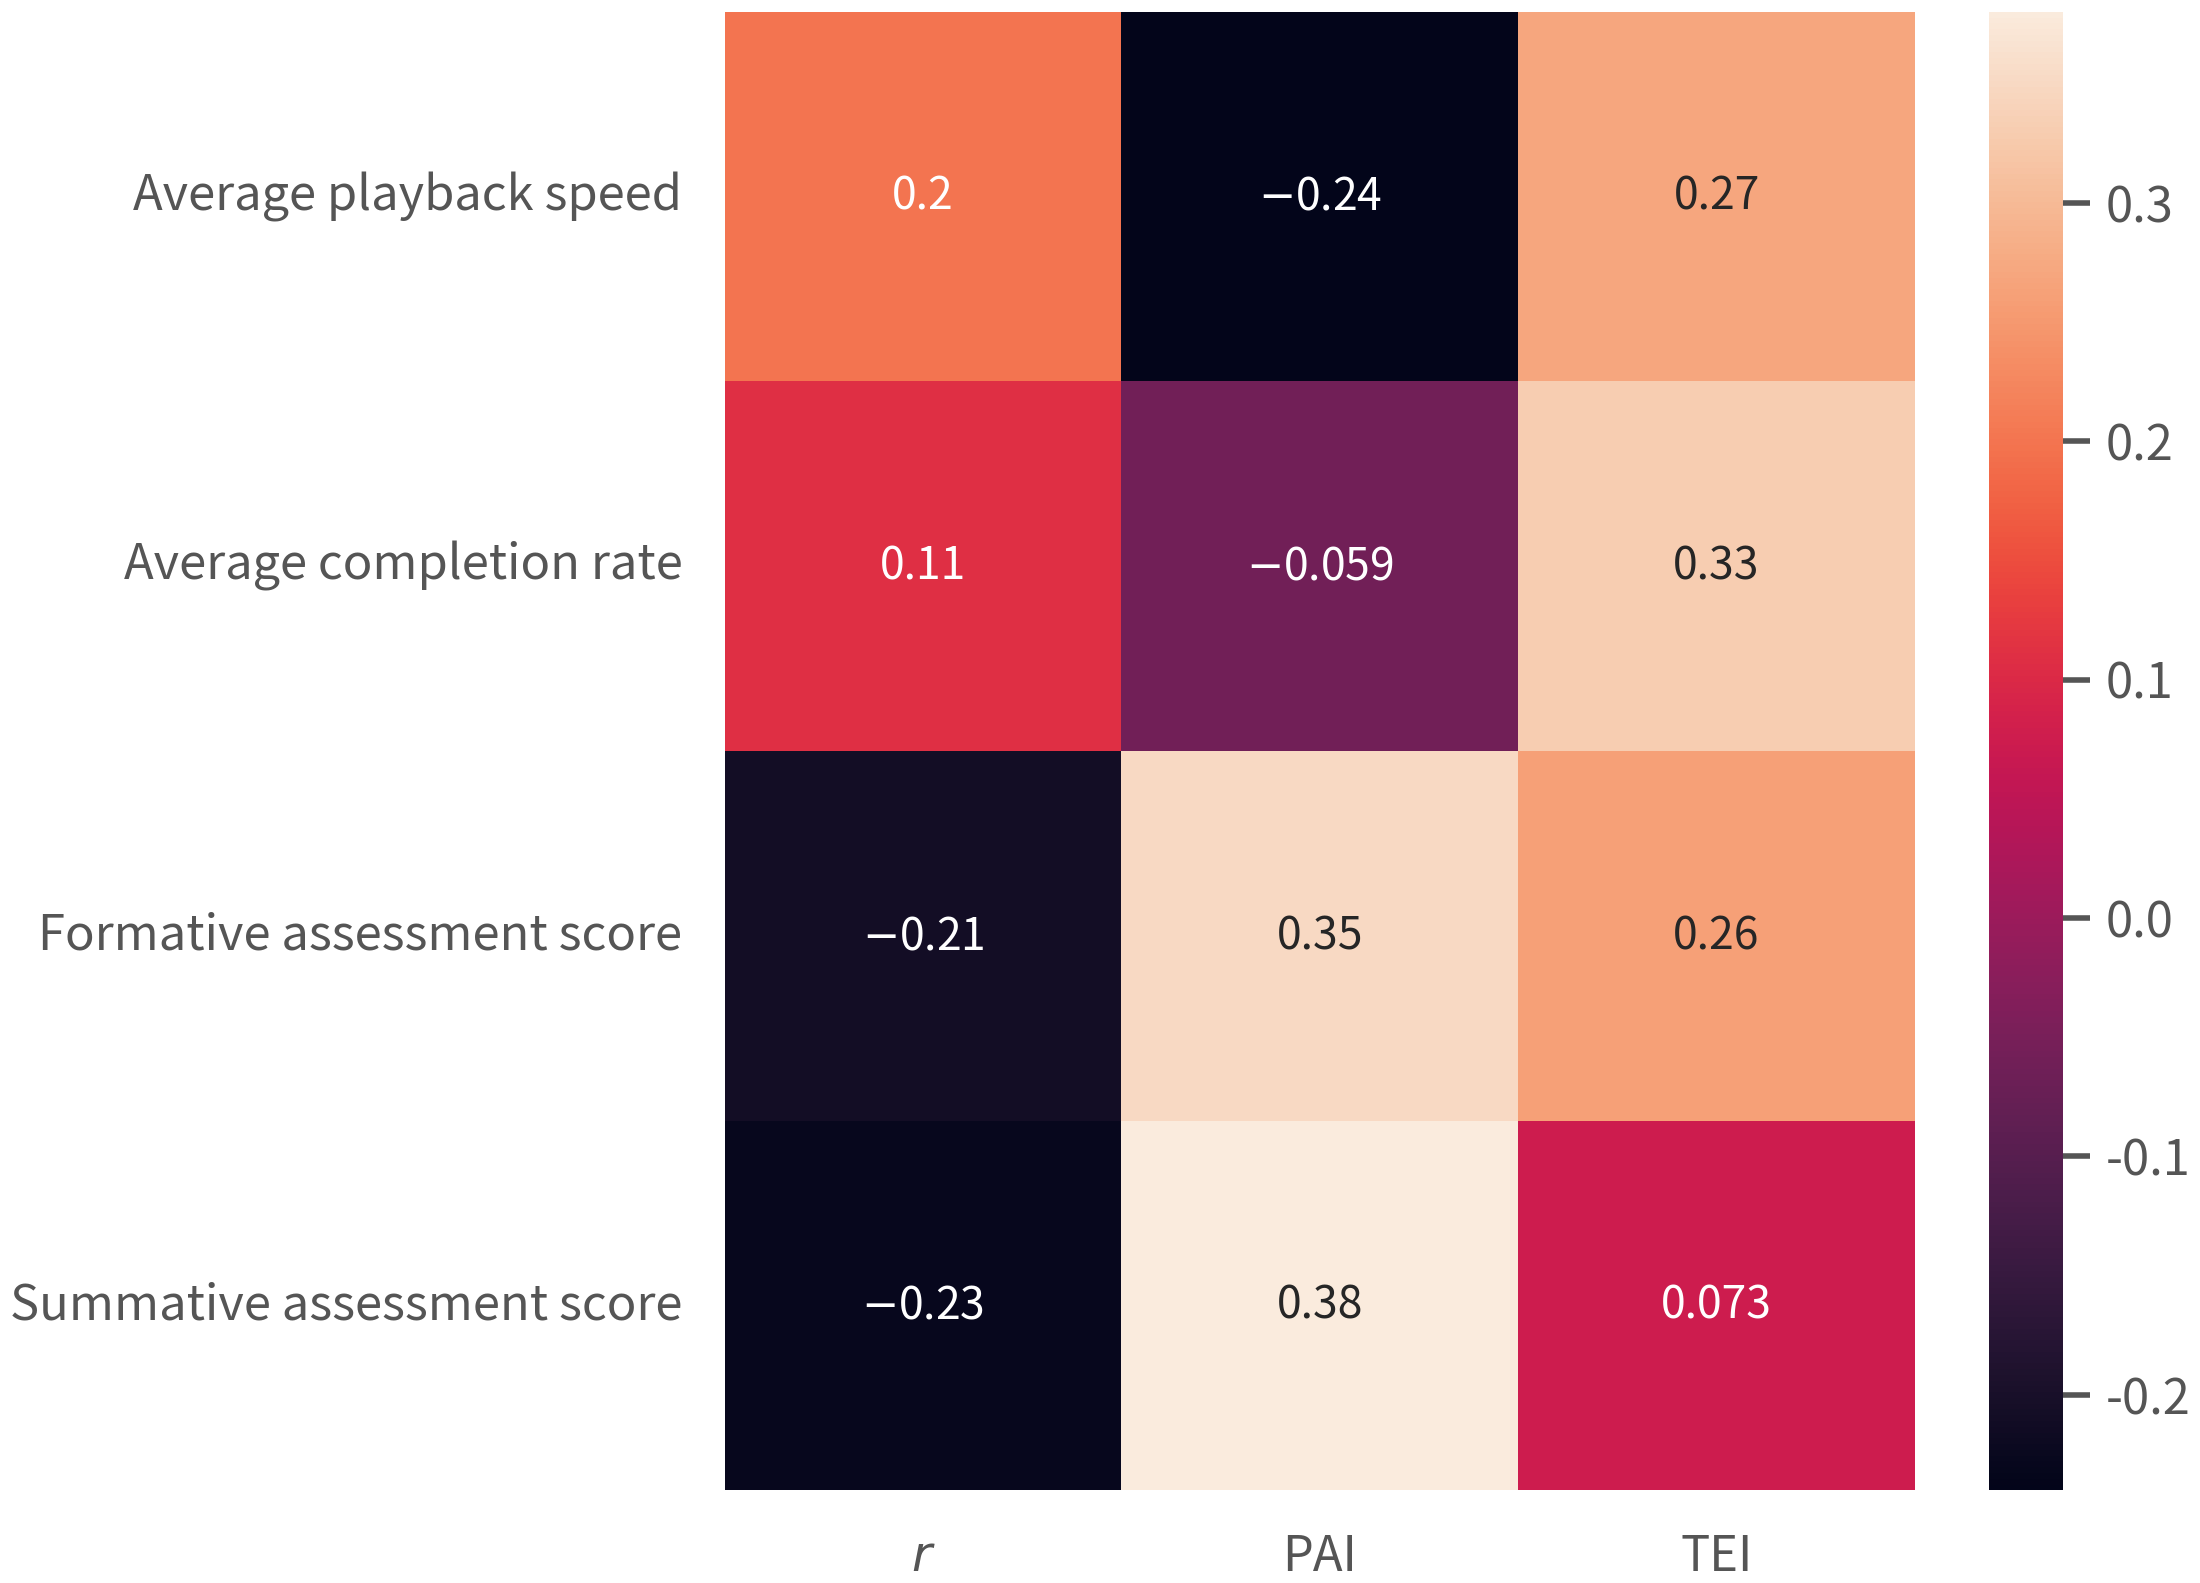 Average playback speed 0.2 −0.24 0.27
Average completion rate 0.11 −0.059 0.33
Formative assessment score −0.21 0.35 0.26
Summative assessment score −0.23 0.38 0.073
r PAI TEI
0.3
0.2
0.1
0.0
-0.1
-0.2